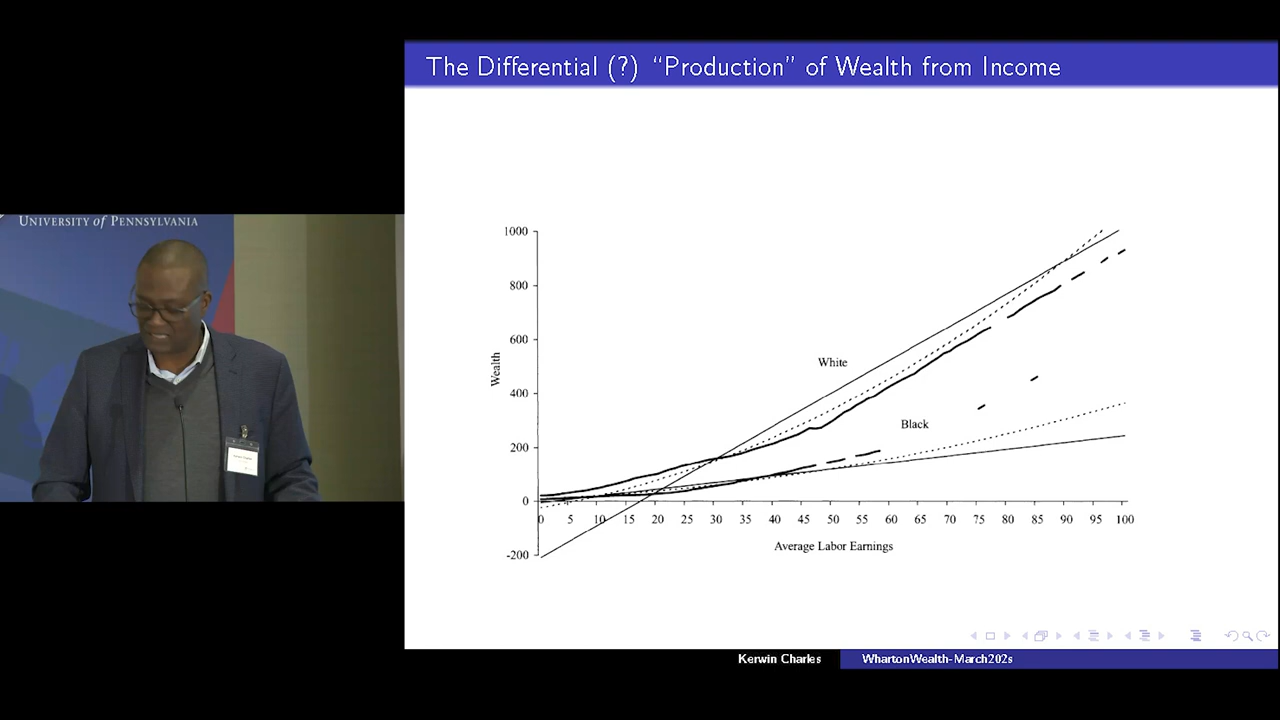 The Differential (?) “Production” of Wealth from Income
UNIVERSITY of PENNSYLVANIA
1000
800
600
400
200
0
-200
Wealth
White
Black
0 5 10 15 20 25 30 35 40 45 50 55 60 65 70 75 80 85 90 95 100
Average Labor Earnings
Kerwin Charles
WhartonWealth-March202s